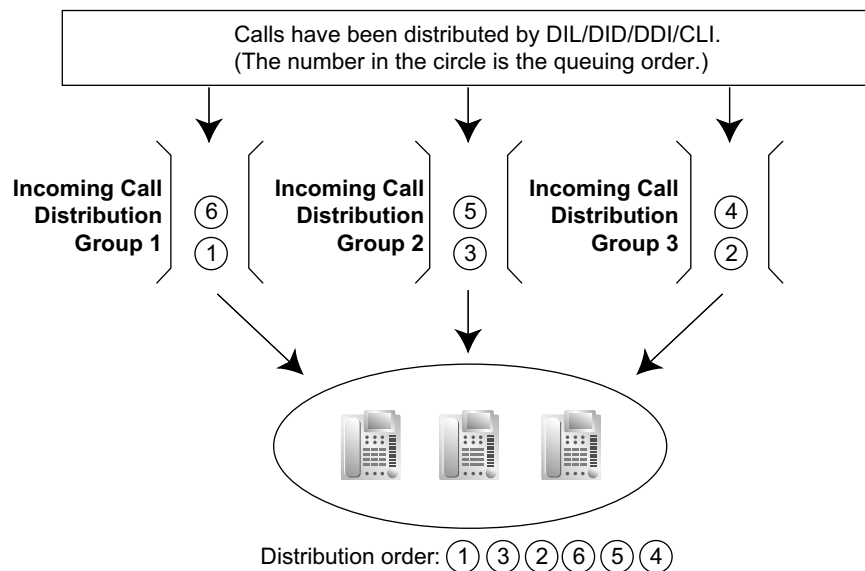 Calls have been distributed by DIL/DID/DDI/CLI.
(The number in the circle is the queuing order.)
Incoming Call
Distribution
Group 1
6
1
Incoming Call
Distribution
Group 2
5
3
Incoming Call
Distribution
Group 3
4
2
Distribution order: 1 3 2 6 5 4